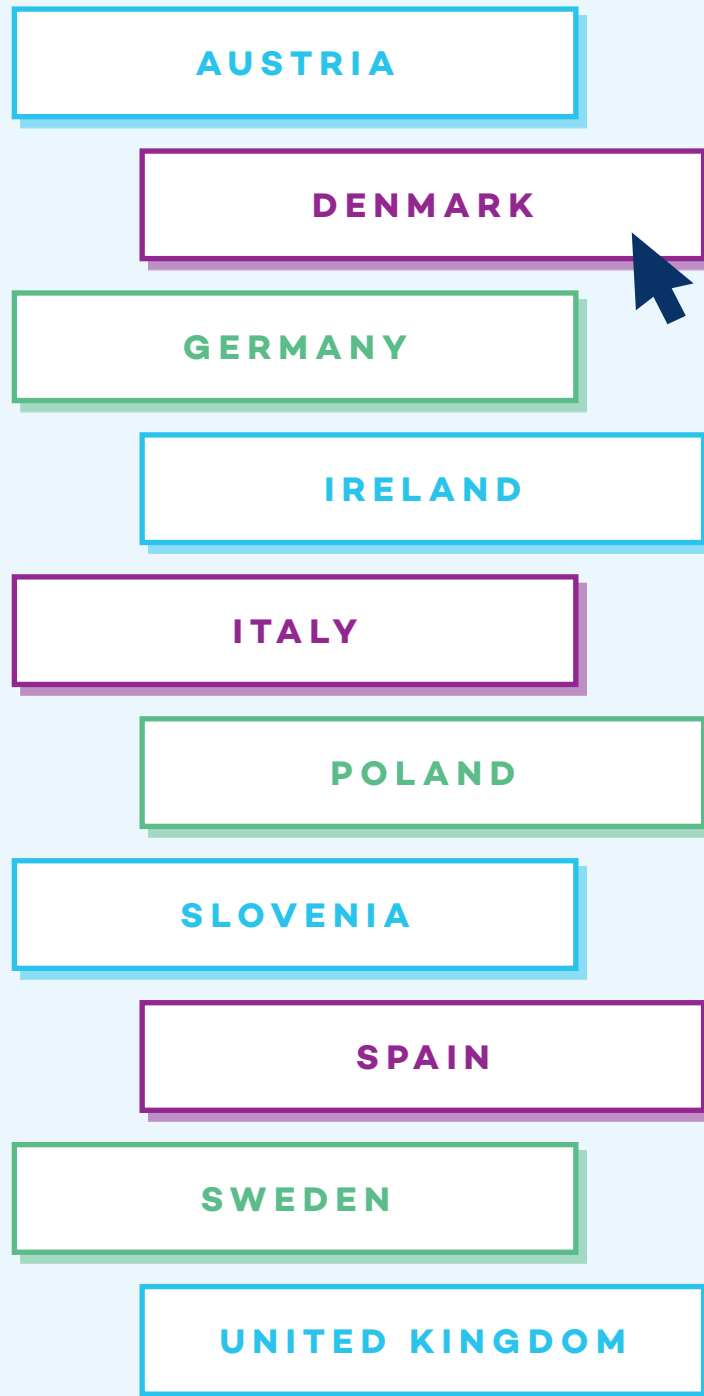 AUSTRIA
DENMARK
GERMANY
IRELAND
ITALY
POLAND
SLOVENIA
SPAIN
SWEDEN
UNITED KINGDOM